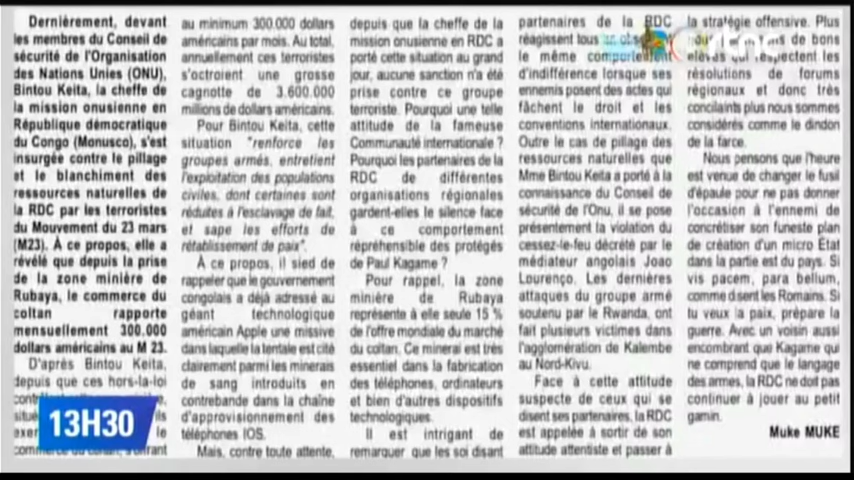 Dernièrement, devant
les membres du Conseil de
sécurité de l'Organisation
des Nations Unies (ONU),
Bintou Keita, la cheffe de
la mission onusienne en
République démocratique
du Congo (Monusco), s'est
insurgée contre le pillage
et le blanchiment des
ressources naturelles de
la RDC par les terroristes
du Mouvement du 23 mars
(M23). À ce propos, elle a
révélé que depuis la prise
de la zone minière de
Rubaya, le commerce du
coltan rapporte
mensuellement 300.000
dollars américains au M 23.
D'après Bintou Keita,
depuis que ces hors-la-loi
13H30
le
au minimum 300.000 dollars
américains par mois. Au total,
annuellement ces terroristes
s'octroient une grosse
cagnotte de 3.600.000
millions de dollars américains.
Pour Bintou Keita, cette
situation "renforce les
groupes armés, entretient
l'exploitation des populations
civiles, dont certaines sont
réduites à l'esclavage de fait,
et sape les efforts de
rétablissement de paix".
À ce propos, il sied de
rappeler que le gouvernement
congolais a déjà adressé au
géant technologique
américain Apple une missive
dans laquelle la tentale est cité
clairement parmi les minerais
de sang introduits en
contrebande dans la chaîne
d'approvisionnement des
téléphones IOS.
Mais, contre toute attente,
depuis que la cheffe de la
mission onusienne en RDC a
porté cette situation au grand
jour, aucune sanction n'a été
prise contre ce groupe
terroriste. Pourquoi une telle
attitude de la fameuse
Communauté internationale ?
Pourquoi les partenaires de la
RDC de différentes
organisations régionales
gardent-elles le silence face
à ce comportement
répréhensible des protégés
de Paul Kagame ?
Pour rappel, la zone
minière de Rubaya
représente à elle seule 15 %
de l'offre mondiale du marché
du coltan. Ce minerai est très
essentiel dans la fabrication
des téléphones, ordinateurs
et bien d'autres dispositifs
technologiques.
Il est intrigant de
remarquer que les soi disant
partenaires de la RDC
réagissent tous
le même comportement
d'indifférence lorsque ses
ennemis posent des actes qui
fâchent le droit et les
conventions internationaux.
Outre le cas de pillage des
ressources naturelles que
Mme Bintou Keita a porté à la
connaissance du Conseil de
sécurité de l'Onu, il se pose
présentement la violation du
cessez-le-feu décrété par le
médiateur angolais Joao
Lourenço. Les dernières
attaques du groupe armé
soutenu par le Rwanda, ont
fait plusieurs victimes dans
l'agglomération de Kalembe
au Nord-Kivu.
Face à cette attitude
suspecte de ceux qui se
disent ses partenaires, la RDC
est appelée à sortir de son
attitude attentiste et passer à
la stratégie offensive. Plus
de bons
élèves qui respectent les
résolutions de forums
régionaux et donc très
concilaints plus nous sommes
considérés comme le dindon
de la farce.
Nous pensons que l'heure
est venue de changer le fusil
d'épaule pour ne pas donner
l'occasion à l'ennemi de
concrétiser son funeste plan
de création d'un micro État
dans la partie est du pays. Si
vis pacem, para bellum,
comme disent les Romains. Si
tu veux la paix, prépare la
guerre. Avec un voisin aussi
encombrant que Kagame qui
ne comprend que le langage
des armes, la RDC ne doit pas
continuer à jouer au petit
gamin.
Muke MUKE